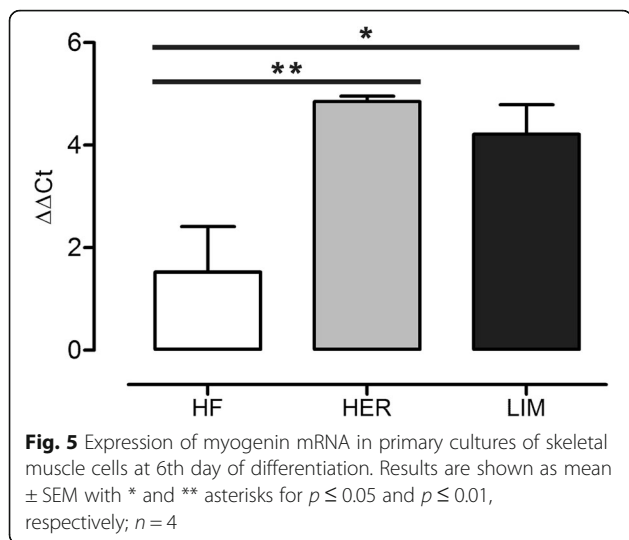 *
**
6
4
2
0
ΔΔCt
HF HER LIM
Fig. 5 Expression of myogenin mRNA in primary cultures of skeletal
muscle cells at 6th day of differentiation. Results are shown as mean
± SEM with * and ** asterisks for p ≤ 0.05 and p ≤ 0.01,
respectively; n = 4